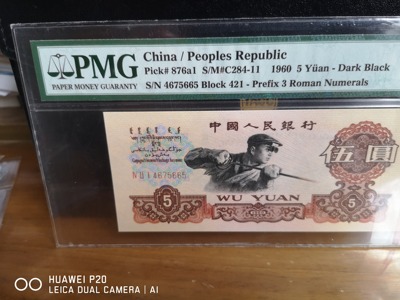 PMG
PAPER MONEY GUARANTY
China / Peoples Republic
Pick# 876a1 S/M#C284-11 1960 5 Yüan - Dark Black
S/N 4675665 Block 421 - Prefix 3 Roman Numerals
中國人民銀行
伍圓
4675665
5
WU YUAN
5
HUAWEI P20
LEICA DUAL CAMERA | AI